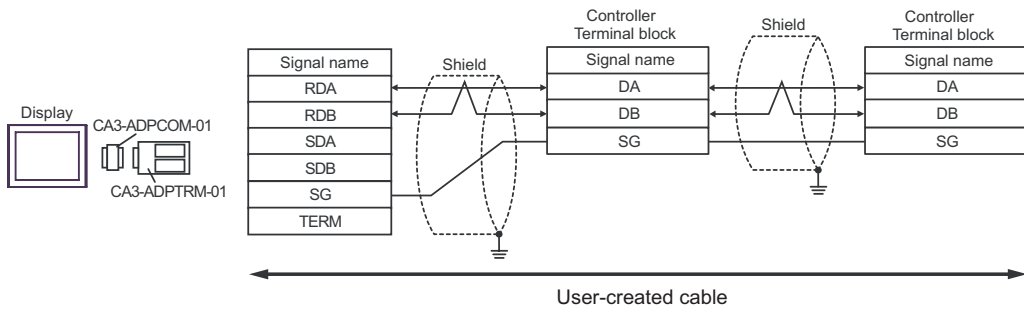 Display
CA3-ADPCOM-01
CA3-ADPTRM-01
Signal name
RDA
RDB
SDA
SDB
SG
TERM
Shield
Controller
Terminal block
Signal name
DA
DB
SG
Shield
Controller
Terminal block
Signal name
DA
DB
SG
User-created cable